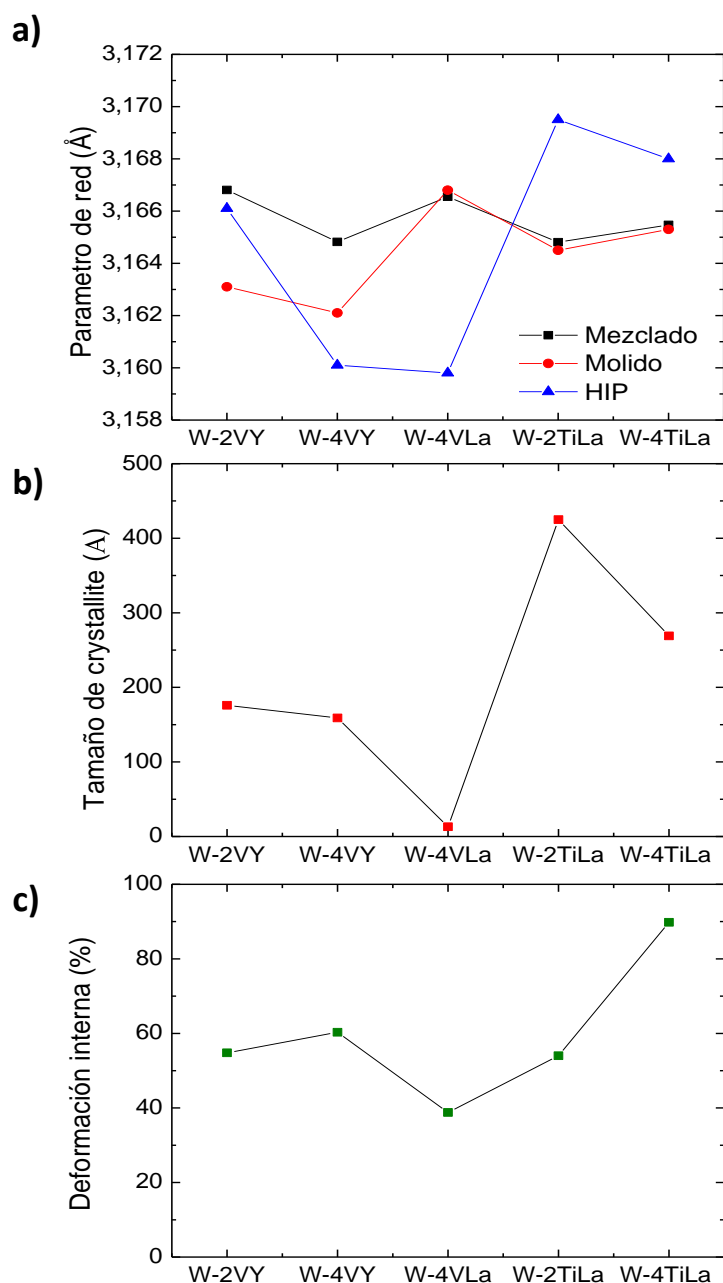 a)
3,172
3,170
3,168
3,166
3,164
3,162
3,160
3,158
Parametro de red (Å)
Mezclado
Molido
HIP
W-2VY W-4VY W-4VLa W-2TiLa W-4TiLa
b)
500
400
300
200
100
0
Tamaño de crystallite (A)
W-2VY W-4VY W-4VLa W-2TiLa W-4TiLa
c)
100
80
60
40
20
0
Deformación interna (%)
W-2VY W-4VY W-4VLa W-2TiLa W-4TiLa